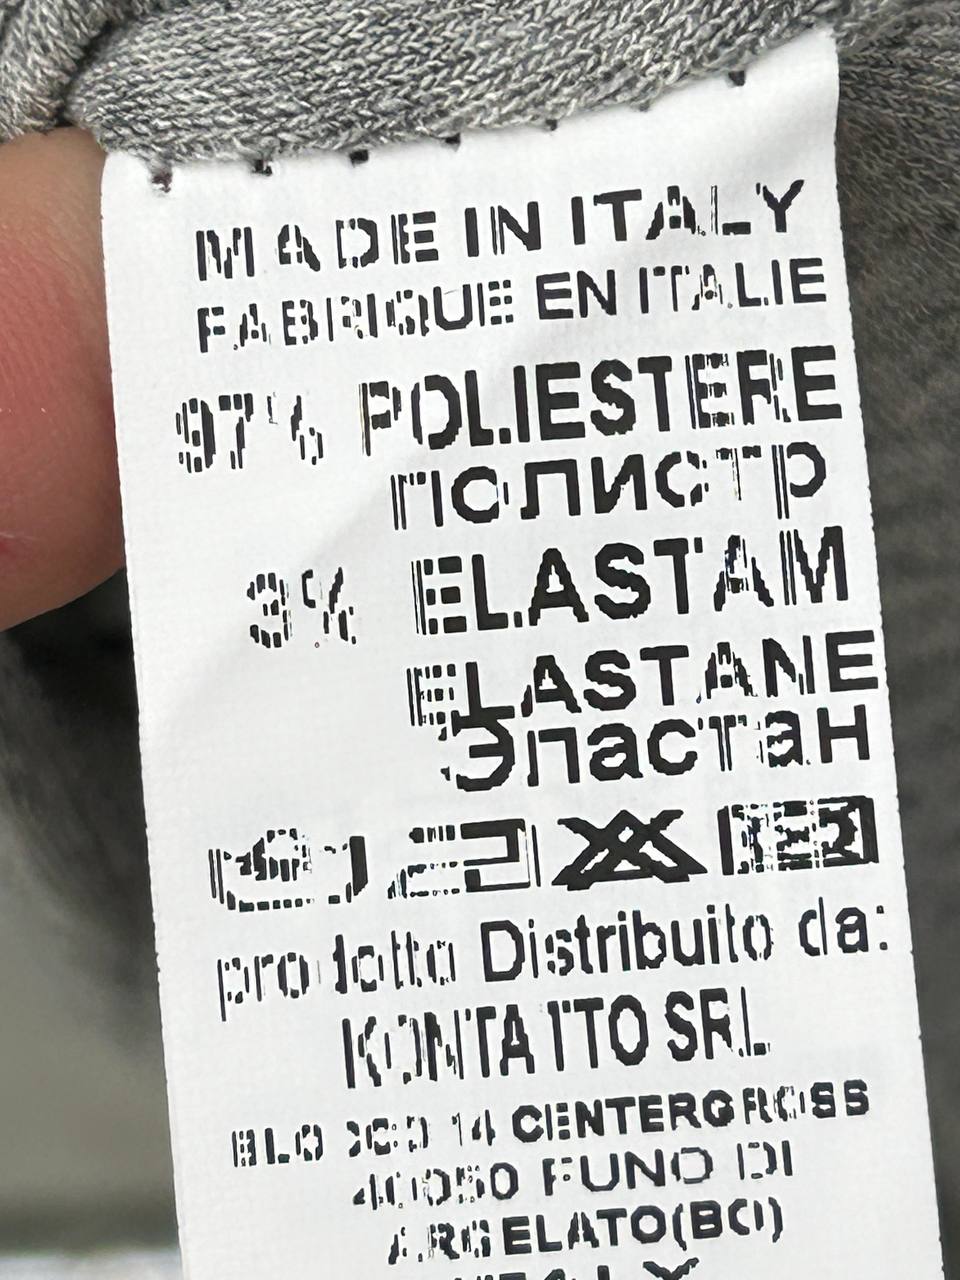 MADE IN ITALY
FABRIQUE EN ITALIE
97% POLIESTERE
ПОЛИСТР
3% ELASTAM
ELASTANE
Эластан
prodotto Distribuito da:
KONTATTO SRL
BLOCCO 14 CENTERGROSS
40050 FUNO DI
ARGELATO(BO)
ITALY